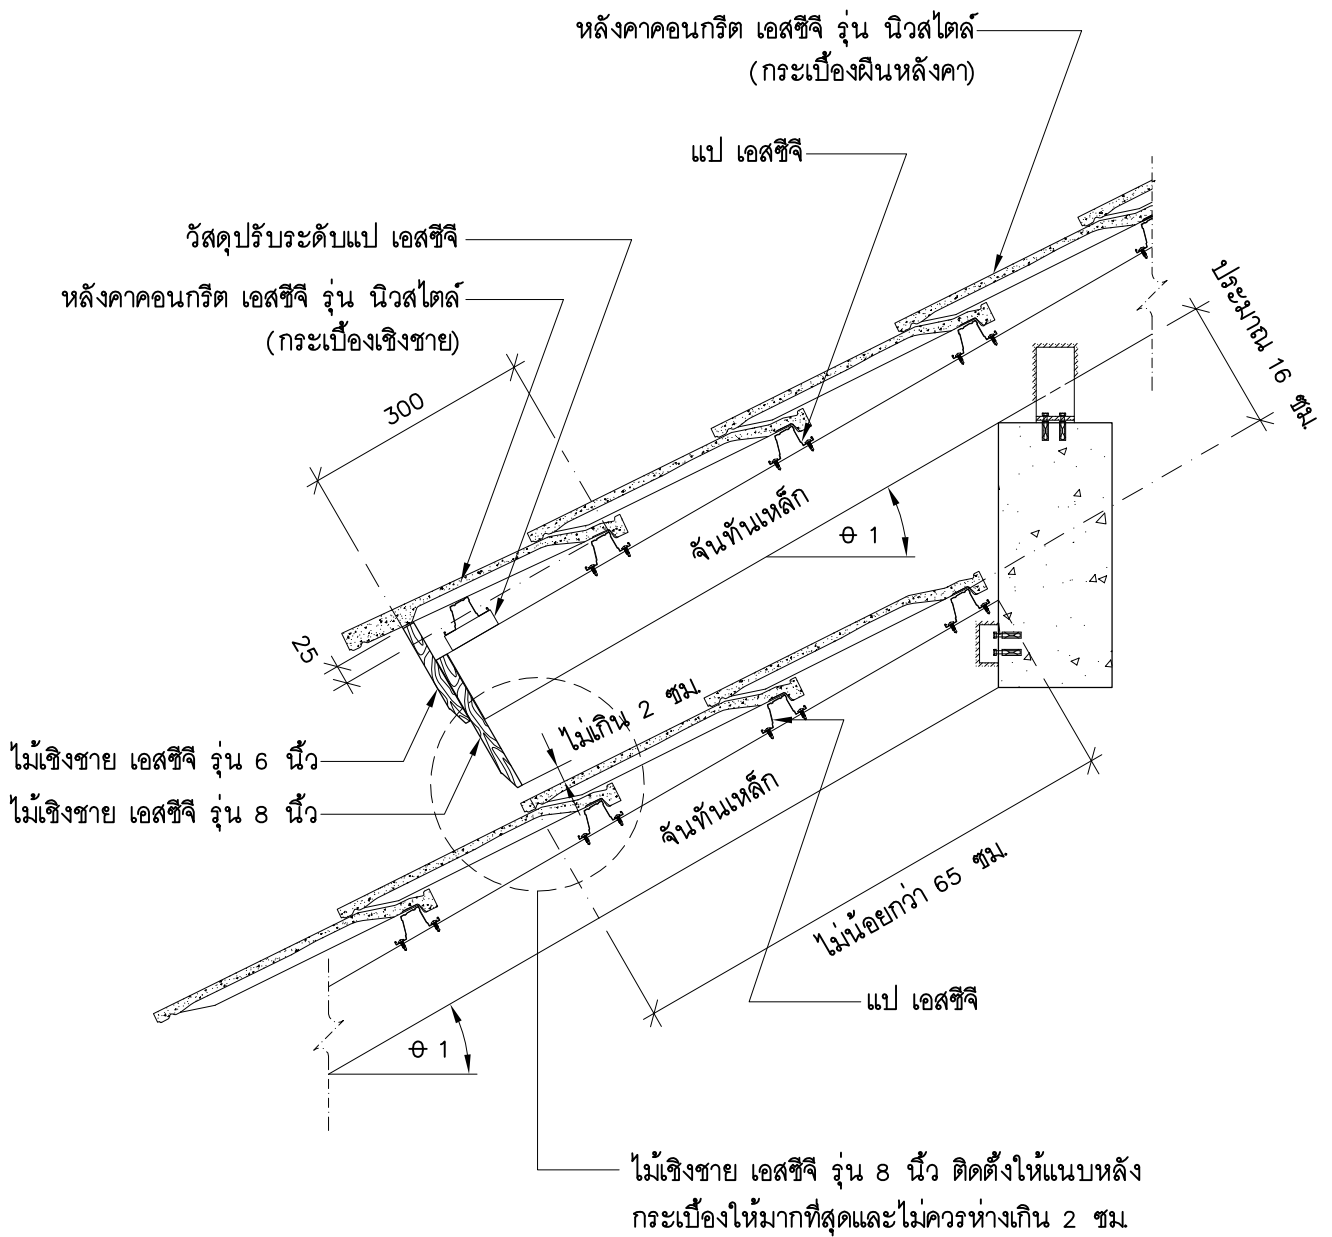 หลังคาคอนกรีต เอสซีจี รุ่น นิวสไตล์
(กระเบื้องผืนหลังคา)
แป เอสซีจี
วัสดุปรับระดับแป เอสซีจี
หลังคาคอนกรีต เอสซีจี รุ่น นิวสไตล์
(กระเบื้องเชิงชาย)
ประมาณ 16 ซม.
300
จันทันเหล็ก
θ 1
25
ไม่เกิน 2 ซม.
ไม้เชิงชาย เอสซีจี รุ่น 6 นิ้ว
ไม้เชิงชาย เอสซีจี รุ่น 8 นิ้ว
จันทันเหล็ก
ไม่น้อยกว่า 65 ซม.
แป เอสซีจี
θ 1
ไม้เชิงชาย เอสซีจี รุ่น 8 นิ้ว ติดตั้งให้แนบหลัง
กระเบื้องให้มากที่สุดและไม่ควรห่างเกิน 2 ซม.